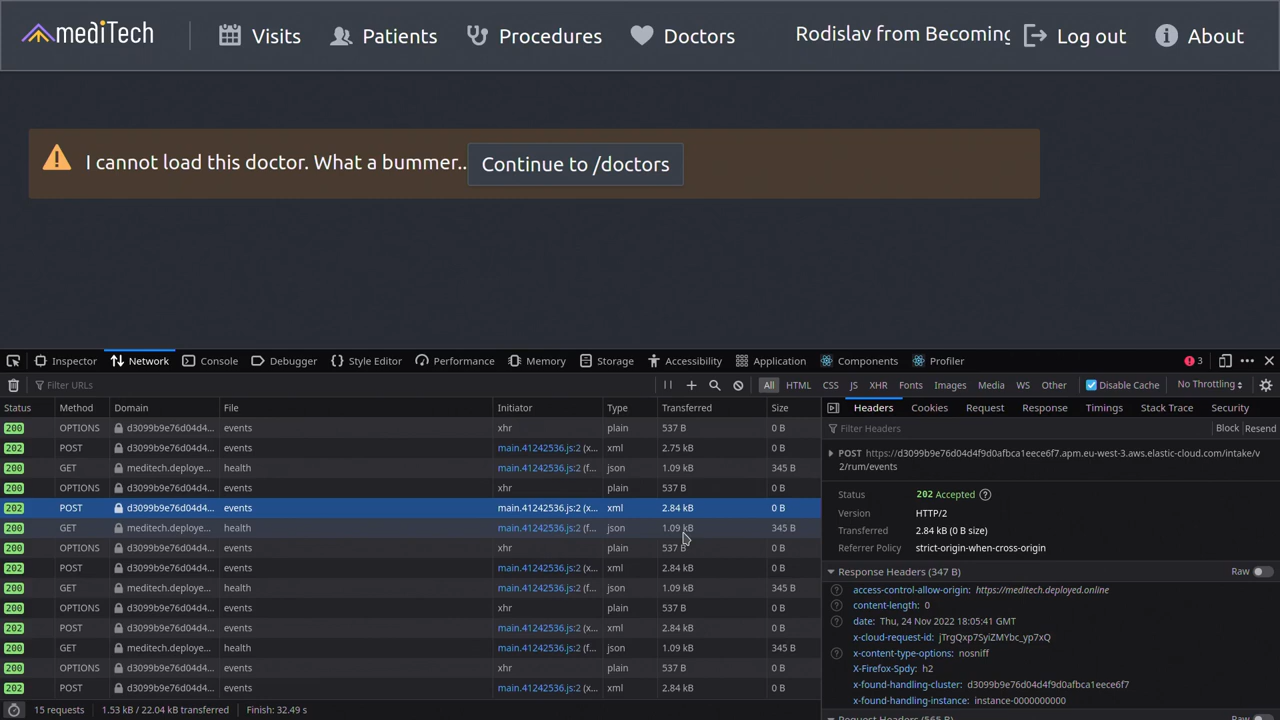 mediTech
Visits
Patients
Procedures
Doctors
Rodislav from Becoming
Log out
About
I cannot load this doctor. What a bummer..
Continue to /doctors
Inspector
Network
Console
Debugger
Style Editor
Performance
Memory
Storage
Accessibility
Application
Components
Profiler
3
Filter URLs
All
HTML
CSS
JS
XHR
Fonts
Images
Media
WS
Other
Disable Cache
No Throttling
Status Method Domain File Initiator Type Transferred Size
200 OPTIONS d3099b9e76d04d4... events xhr plain 537 B 0 B
202 POST d3099b9e76d04d4... events main.41242536.js:2 (x... xml 2.75 kB 0 B
200 GET meditech.deploye... health main.41242536.js:2 (f... json 1.09 kB 345 B
200 OPTIONS d3099b9e76d04d4... events xhr plain 537 B 0 B
202 POST d3099b9e76d04d4... events main.41242536.js:2 (x... xml 2.84 kB 0 B
200 GET meditech.deploye... health main.41242536.js:2 (f... json 1.09 kB 345 B
200 OPTIONS d3099b9e76d04d4... events xhr plain 537 B 0 B
202 POST d3099b9e76d04d4... events main.41242536.js:2 (x... xml 2.84 kB 0 B
200 GET meditech.deploye... health main.41242536.js:2 (f... json 1.09 kB 345 B
200 OPTIONS d3099b9e76d04d4... events xhr plain 537 B 0 B
202 POST d3099b9e76d04d4... events main.41242536.js:2 (x... xml 2.84 kB 0 B
200 GET meditech.deploye... health main.41242536.js:2 (f... json 1.09 kB 345 B
200 OPTIONS d3099b9e76d04d4... events xhr plain 537 B 0 B
202 POST d3099b9e76d04d4... events main.41242536.js:2 (x... xml 2.84 kB 0 B
15 requests
1.53 kB / 22.04 kB transferred
Finish: 32.49 s
Headers
Cookies
Request
Response
Timings
Stack Trace
Security
Filter Headers
Block
Resend
POST https://d3099b9e76d04d4f9d0afbca1eece6f7.apm.eu-west-3.aws.elastic-cloud.com/intake/v
2/rum/events
Status 202 Accepted
Version HTTP/2
Transferred 2.84 kB (0 B size)
Referrer Policy strict-origin-when-cross-origin
Response Headers (347 B)
Raw
access-control-allow-origin: https://meditech.deployed.online
content-length: 0
date: Thu, 24 Nov 2022 18:05:41 GMT
x-cloud-request-id: jTrgQxp7SyiZMYbc_yp7xQ
x-content-type-options: nosniff
X-Firefox-Spdy: h2
x-found-handling-cluster: d3099b9e76d04d4f9d0afbca1eece6f7
x-found-handling-instance: instance-0000000000
Request Headers (565 B)
Raw